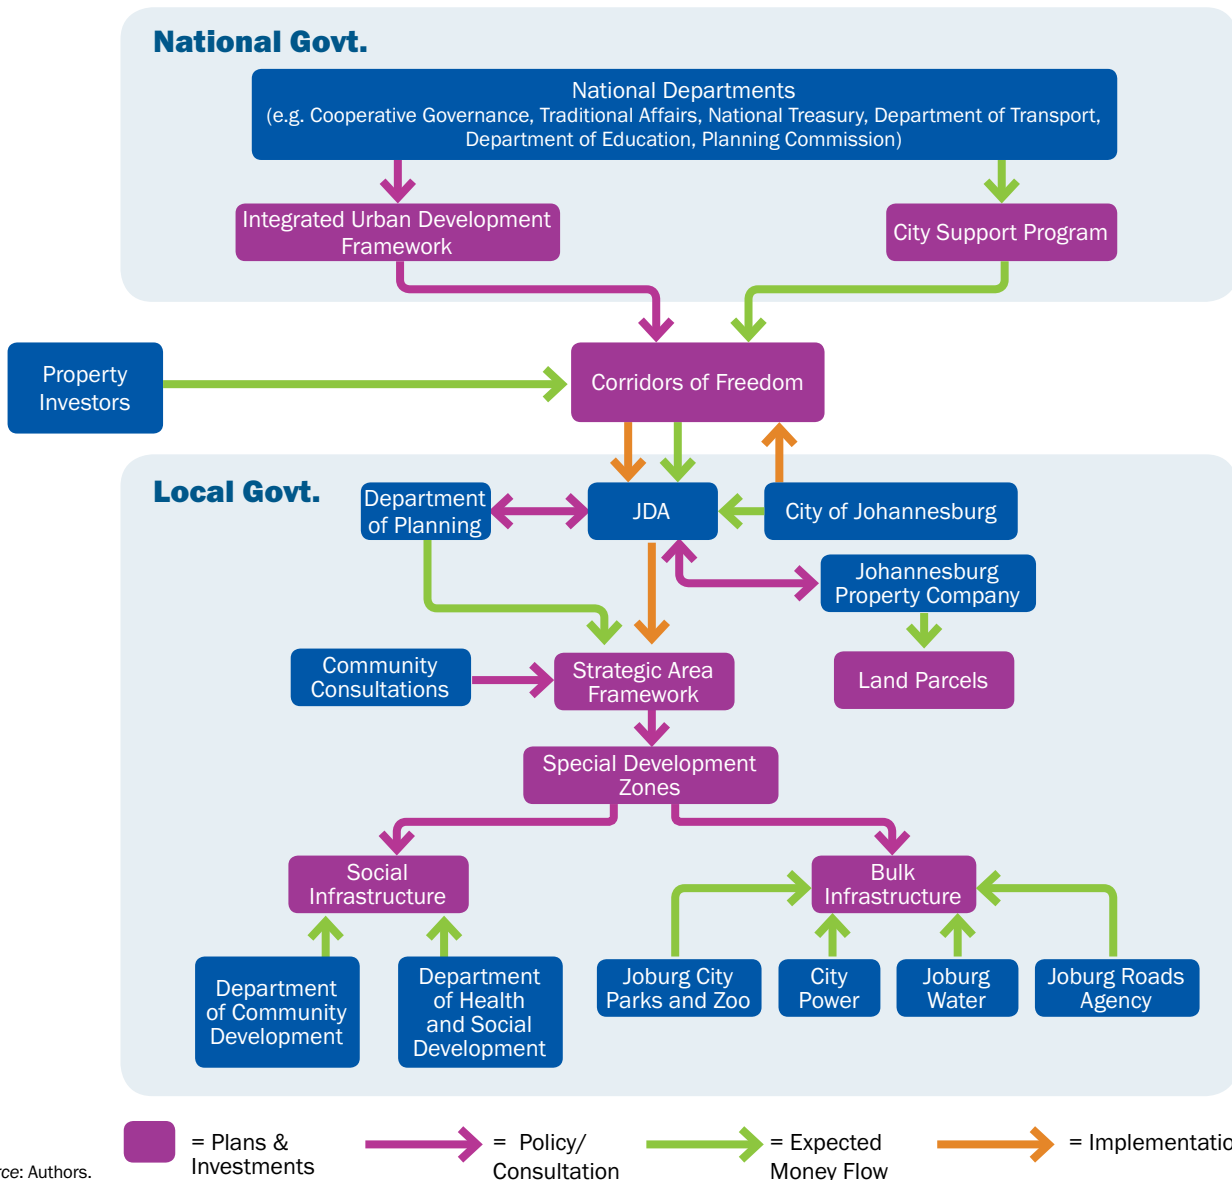 National Govt.
National Departments
(e.g. Cooperative Governance, Traditional Affairs, National Treasury, Department of Transport,
Department of Education, Planning Commission)
Integrated Urban Development
Framework
City Support Program
Property
Investors
Corridors of Freedom
Local Govt.
Department
of Planning
JDA
City of Johannesburg
Johannesburg
Property Company
Community
Consultations
Strategic Area
Framework
Land Parcels
Special Development
Zones
Social
Infrastructure
Bulk
Infrastructure
Department
of Community
Development
Department
of Health
and Social
Development
Joburg City
Parks and Zoo
City
Power
Joburg
Water
Joburg Roads
Agency
= Plans &
Investments
= Policy/
Consultation
= Expected
Money Flow
= Implementatio
rce: Authors.